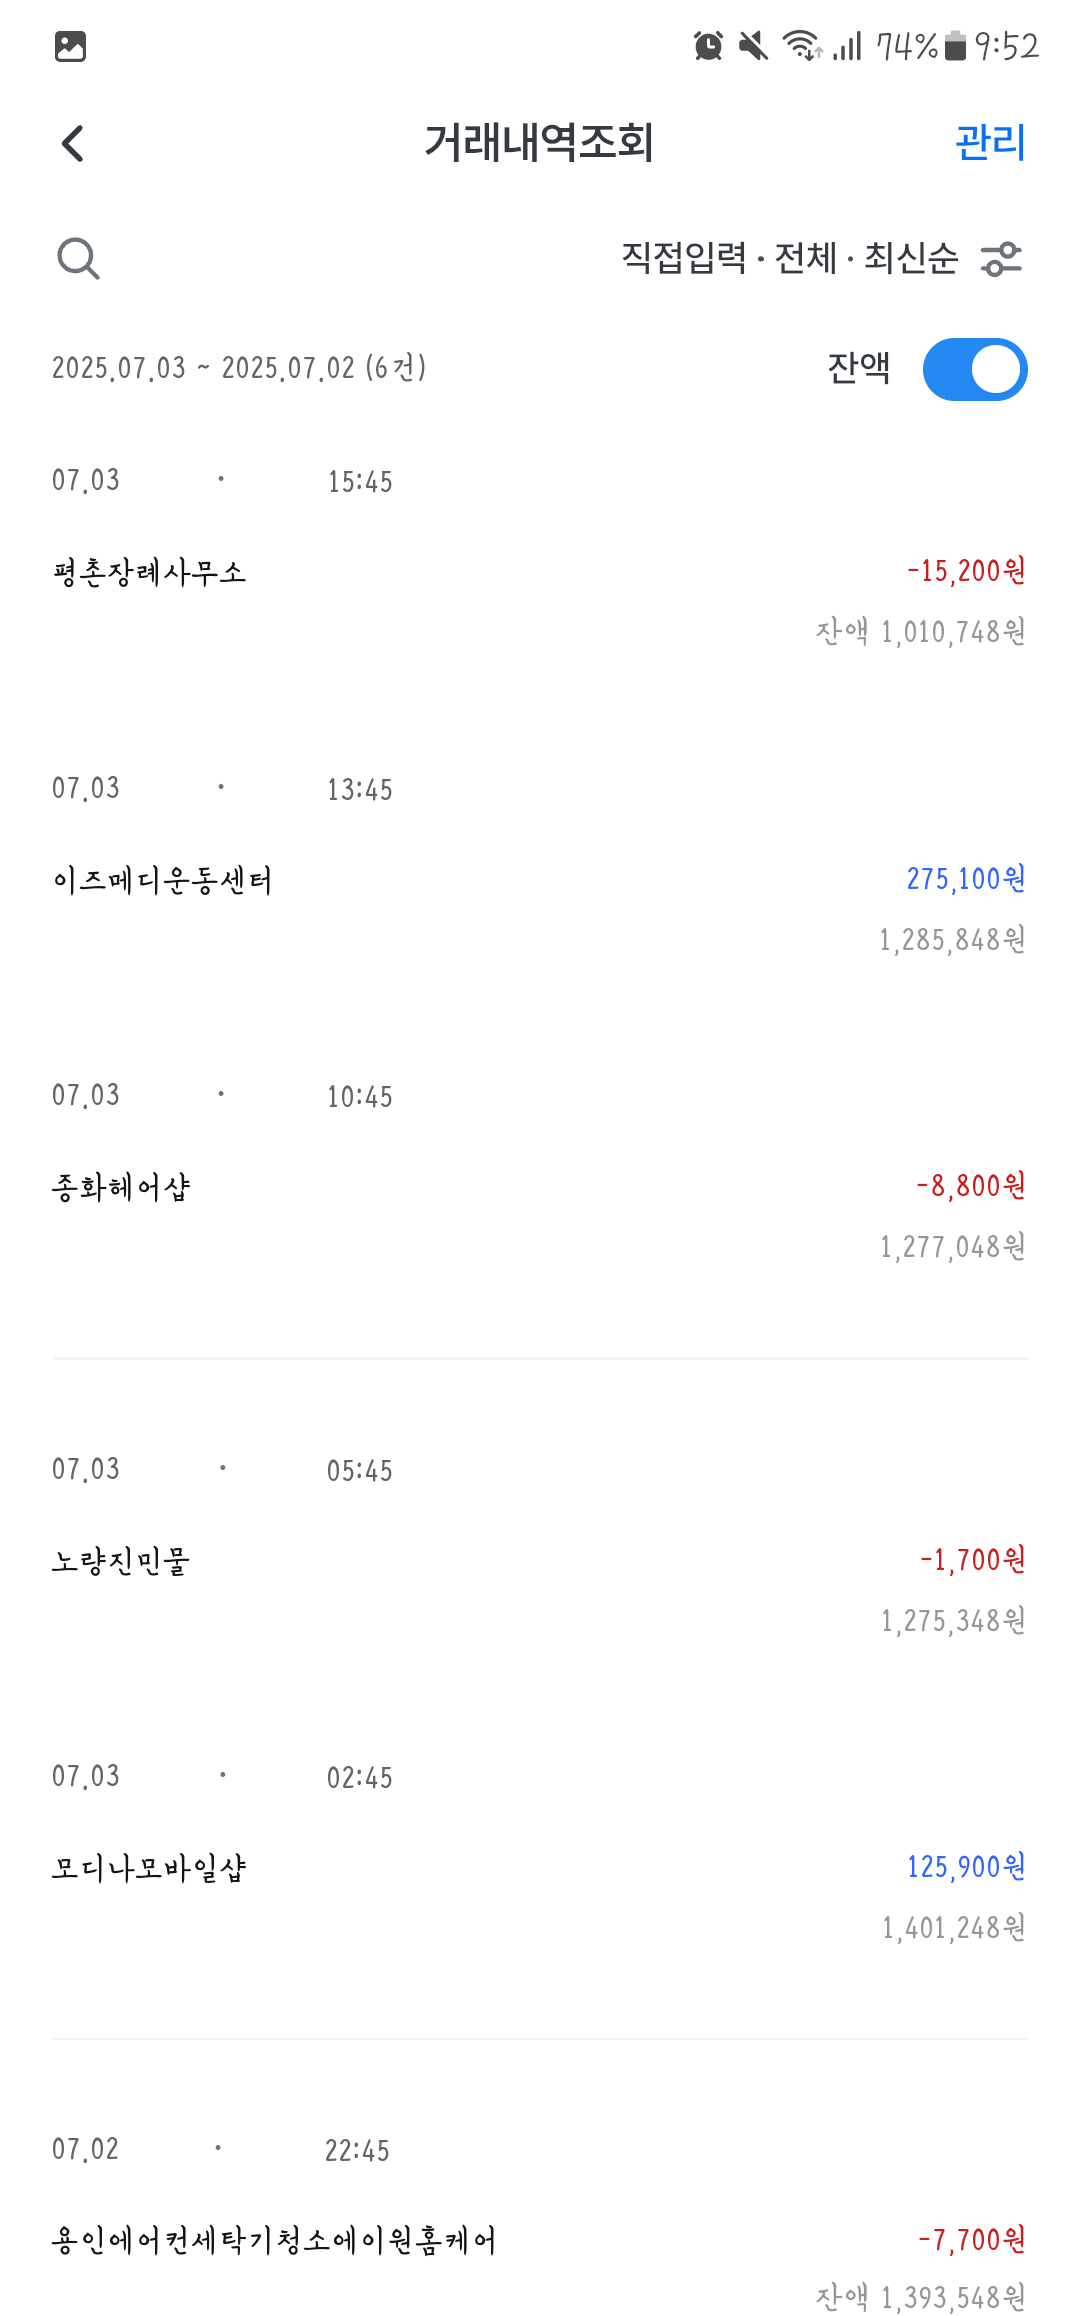 74% 9:52
거래내역조회 관리
직접입력 · 전체 · 최신순
2025.07.03 ~ 2025.07.02 (6건) 잔액
07.03 · 15:45
평촌장례사무소 -15,200원
잔액 1,010,748원
07.03 · 13:45
이즈메디운동센터 275,100원
1,285,848원
07.03 · 10:45
종화헤어샵 -8,800원
1,277,048원
07.03 · 05:45
노량진민물 -1,700원
1,275,348원
07.03 · 02:45
모디나모바일샵 125,900원
1,401,248원
07.02 · 22:45
용인에어컨세탁기청소에이원홈케어 -7,700원
잔액 1,393,548원